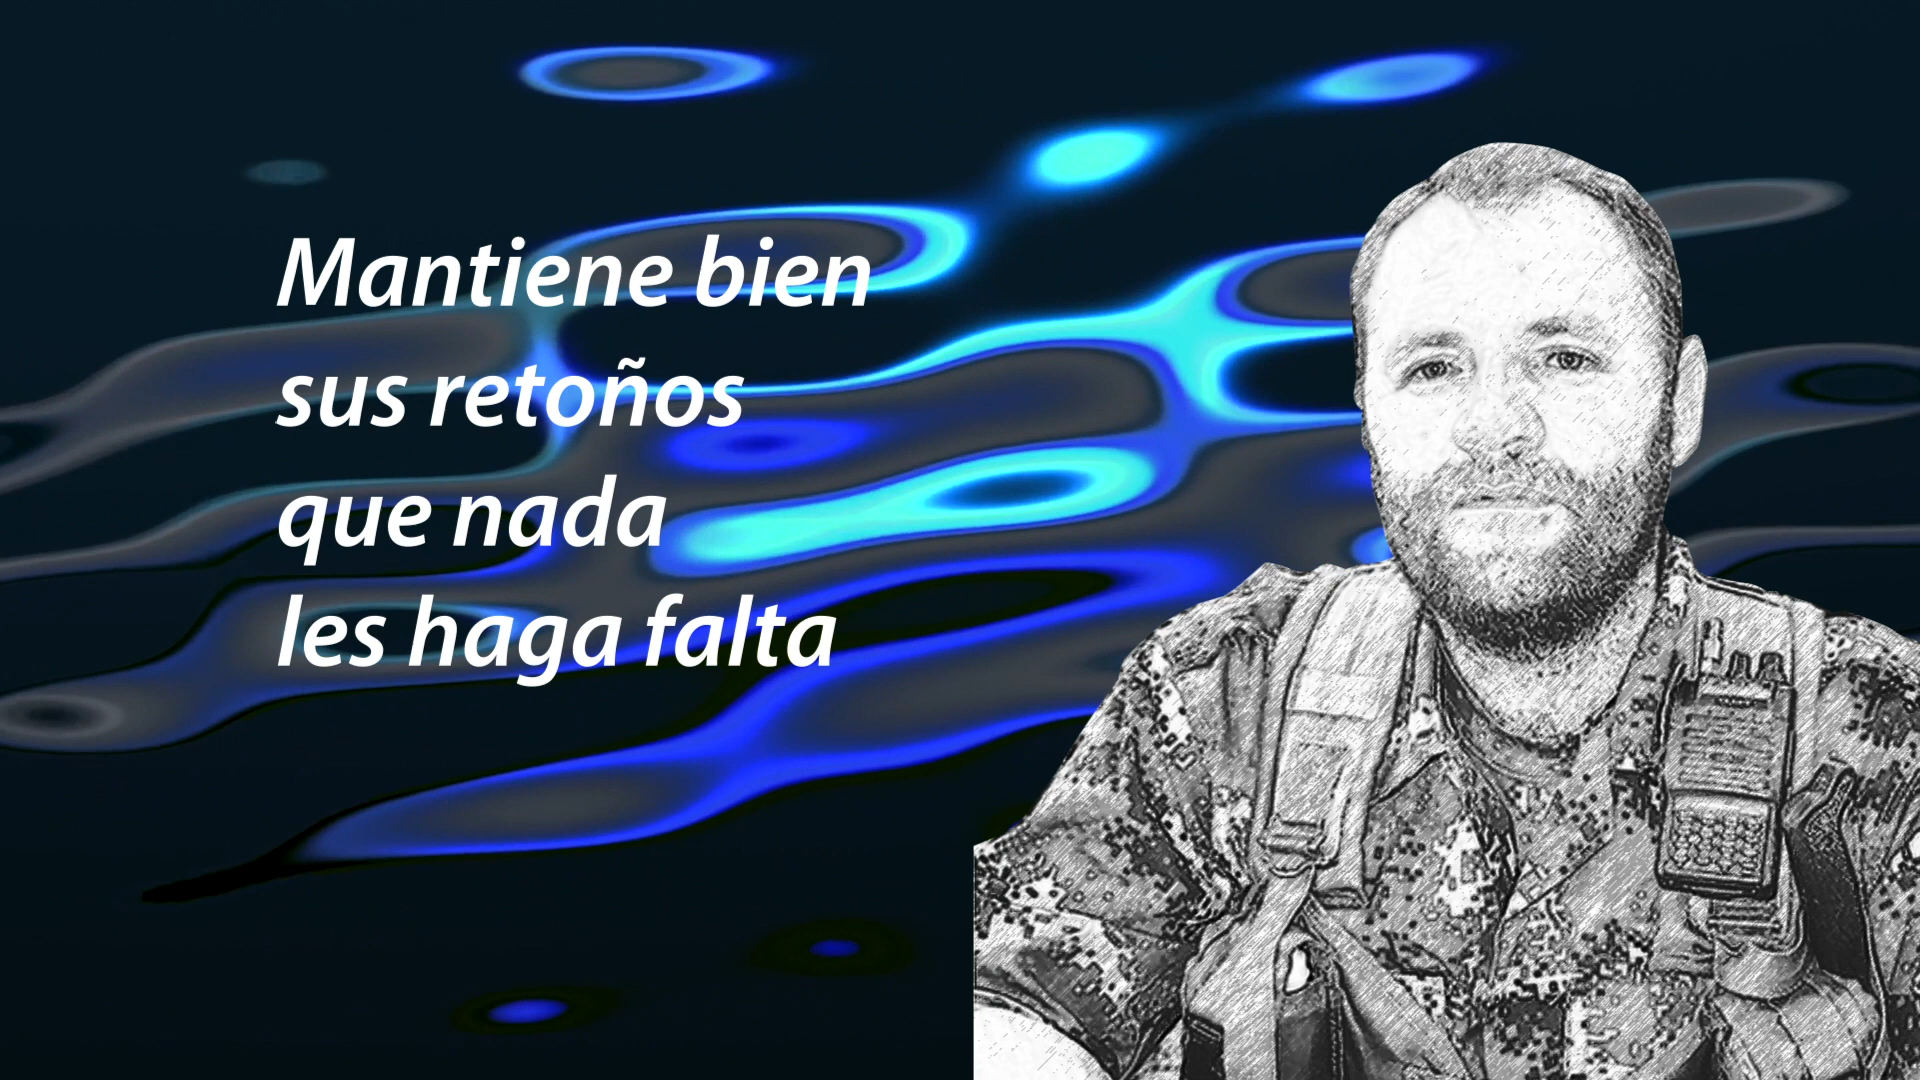 Mantiene bien
sus retoños
que nada
les haga falta